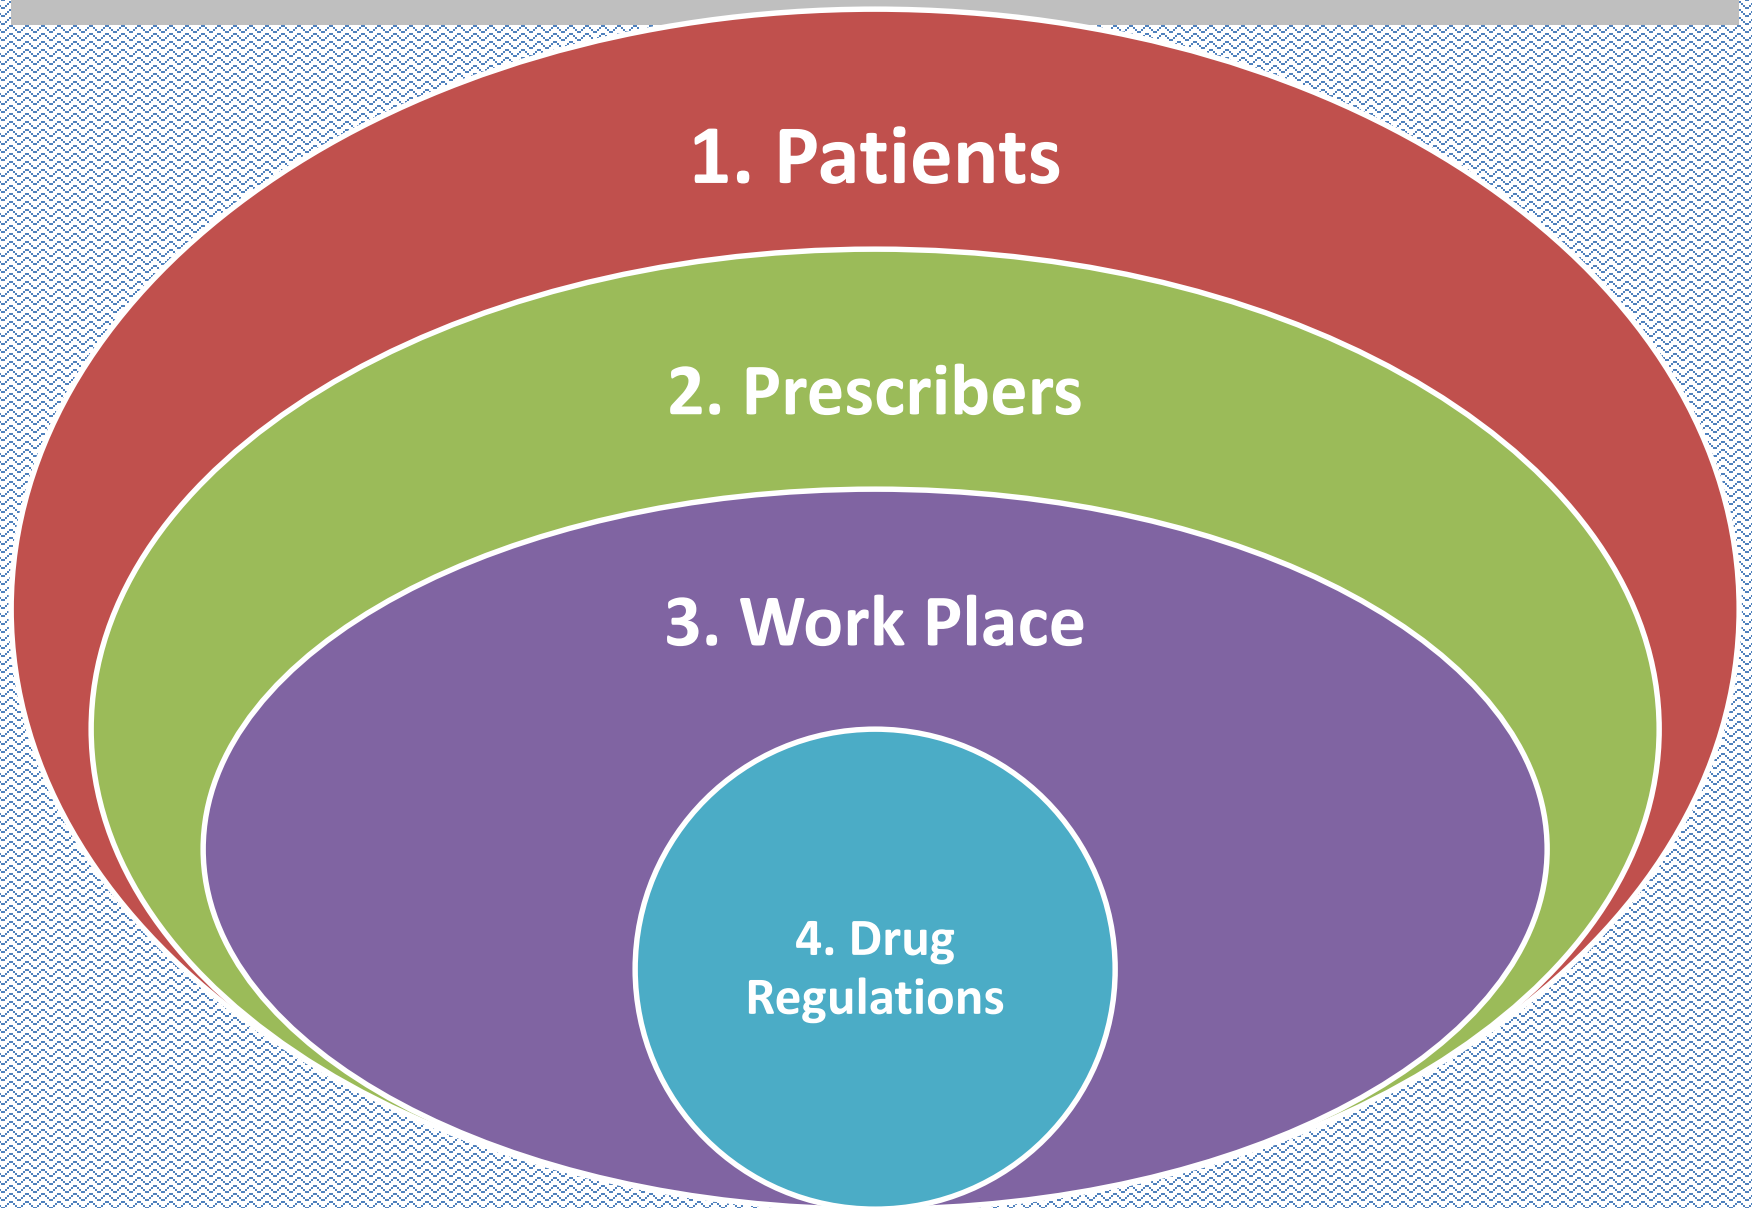 1. Patients
2. Prescribers
3. Work Place
4. Drug
Regulations